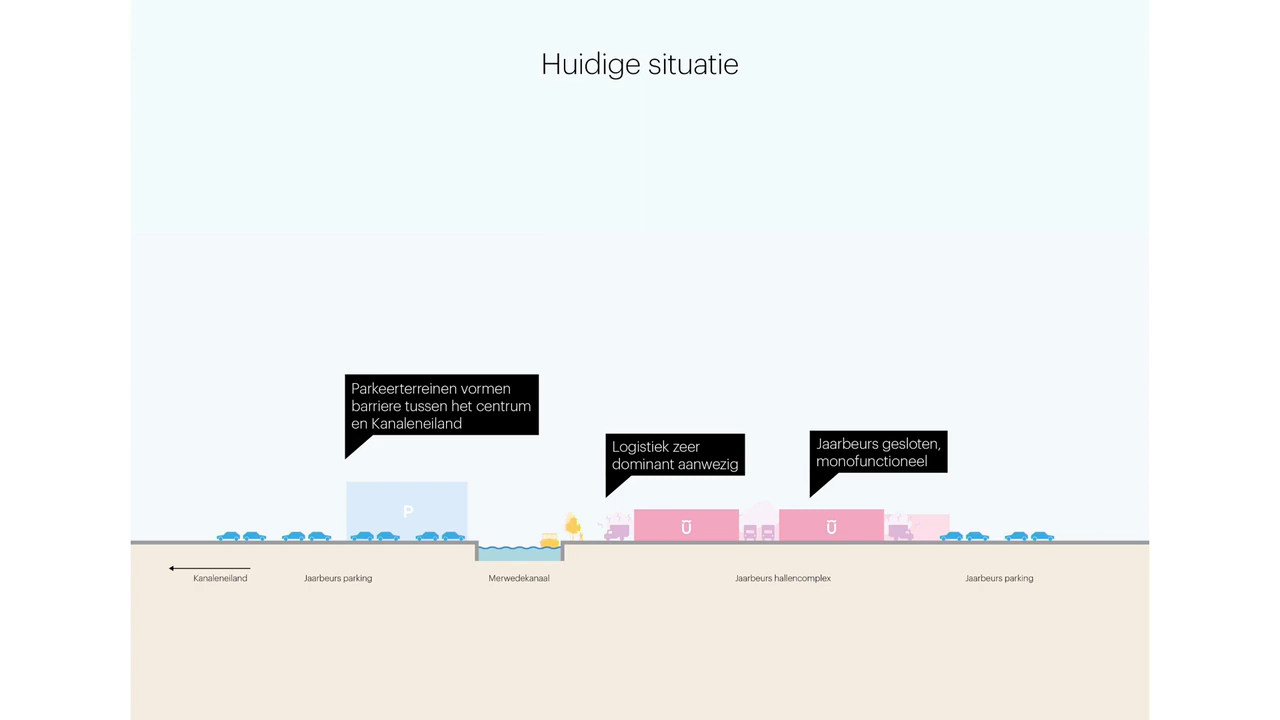 Huidige situatie
Parkeerterreinen vormen
barriere tussen het centrum
en Kanaleneiland
Logistiek zeer
dominant aanwezig
Jaarbeurs gesloten,
monofunctioneel
P
Ū
Ū
Kanaleneiland
Jaarbeurs parking
Merwedekanaal
Jaarbeurs hallencomplex
Jaarbeurs parking